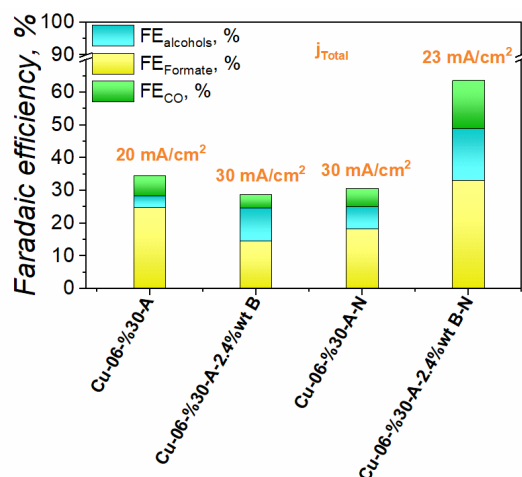 Faradaic efficiency, %
100
90
60
50
40
30
20
10
0
FEalcohols, %
FEFormate, %
FECO, %
jTotal
20 mA/cm²
30 mA/cm²
30 mA/cm²
23 mA/cm²
Cu-06-%30-A
Cu-06-%30-A-2.4%wt B
Cu-06-%30-A-N
Cu-06-%30-A-2.4%wt B-N